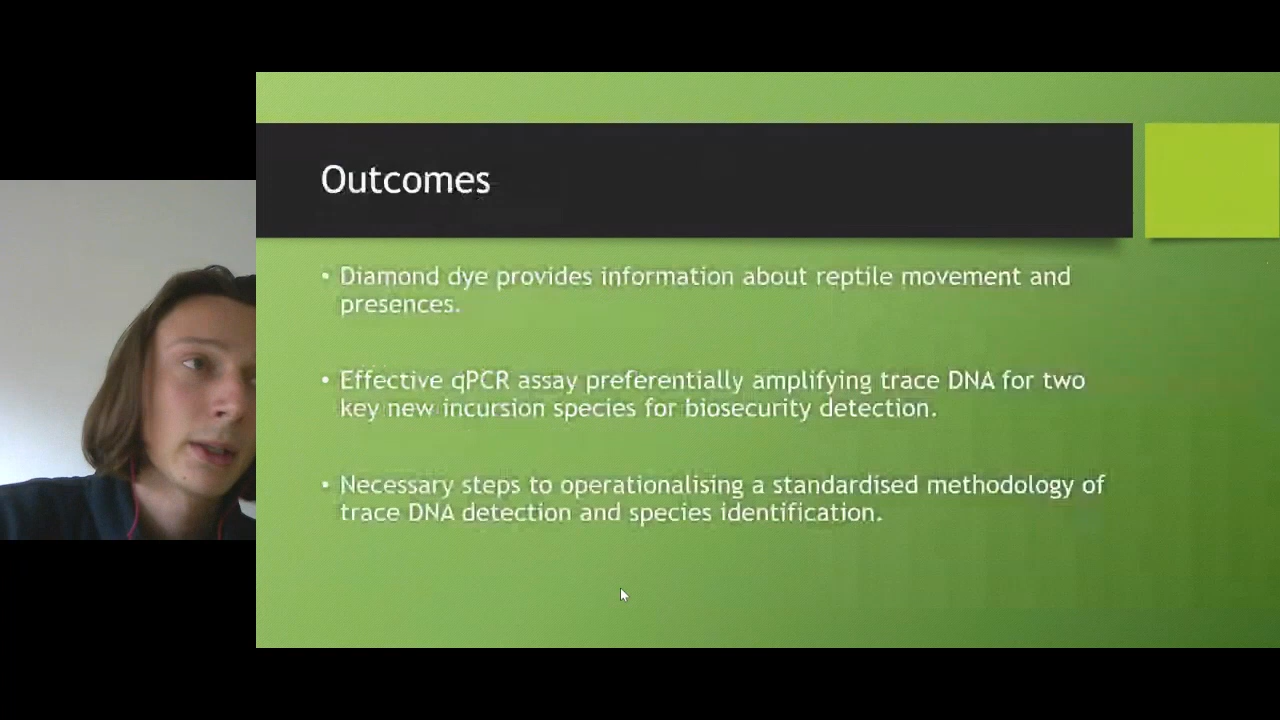 Outcomes
• Diamond dye provides information about reptile movement and
presences.
• Effective qPCR assay preferentially amplifying trace DNA for two
key new incursion species for biosecurity detection.
• Necessary steps to operationalising a standardised methodology of
trace DNA detection and species identification.